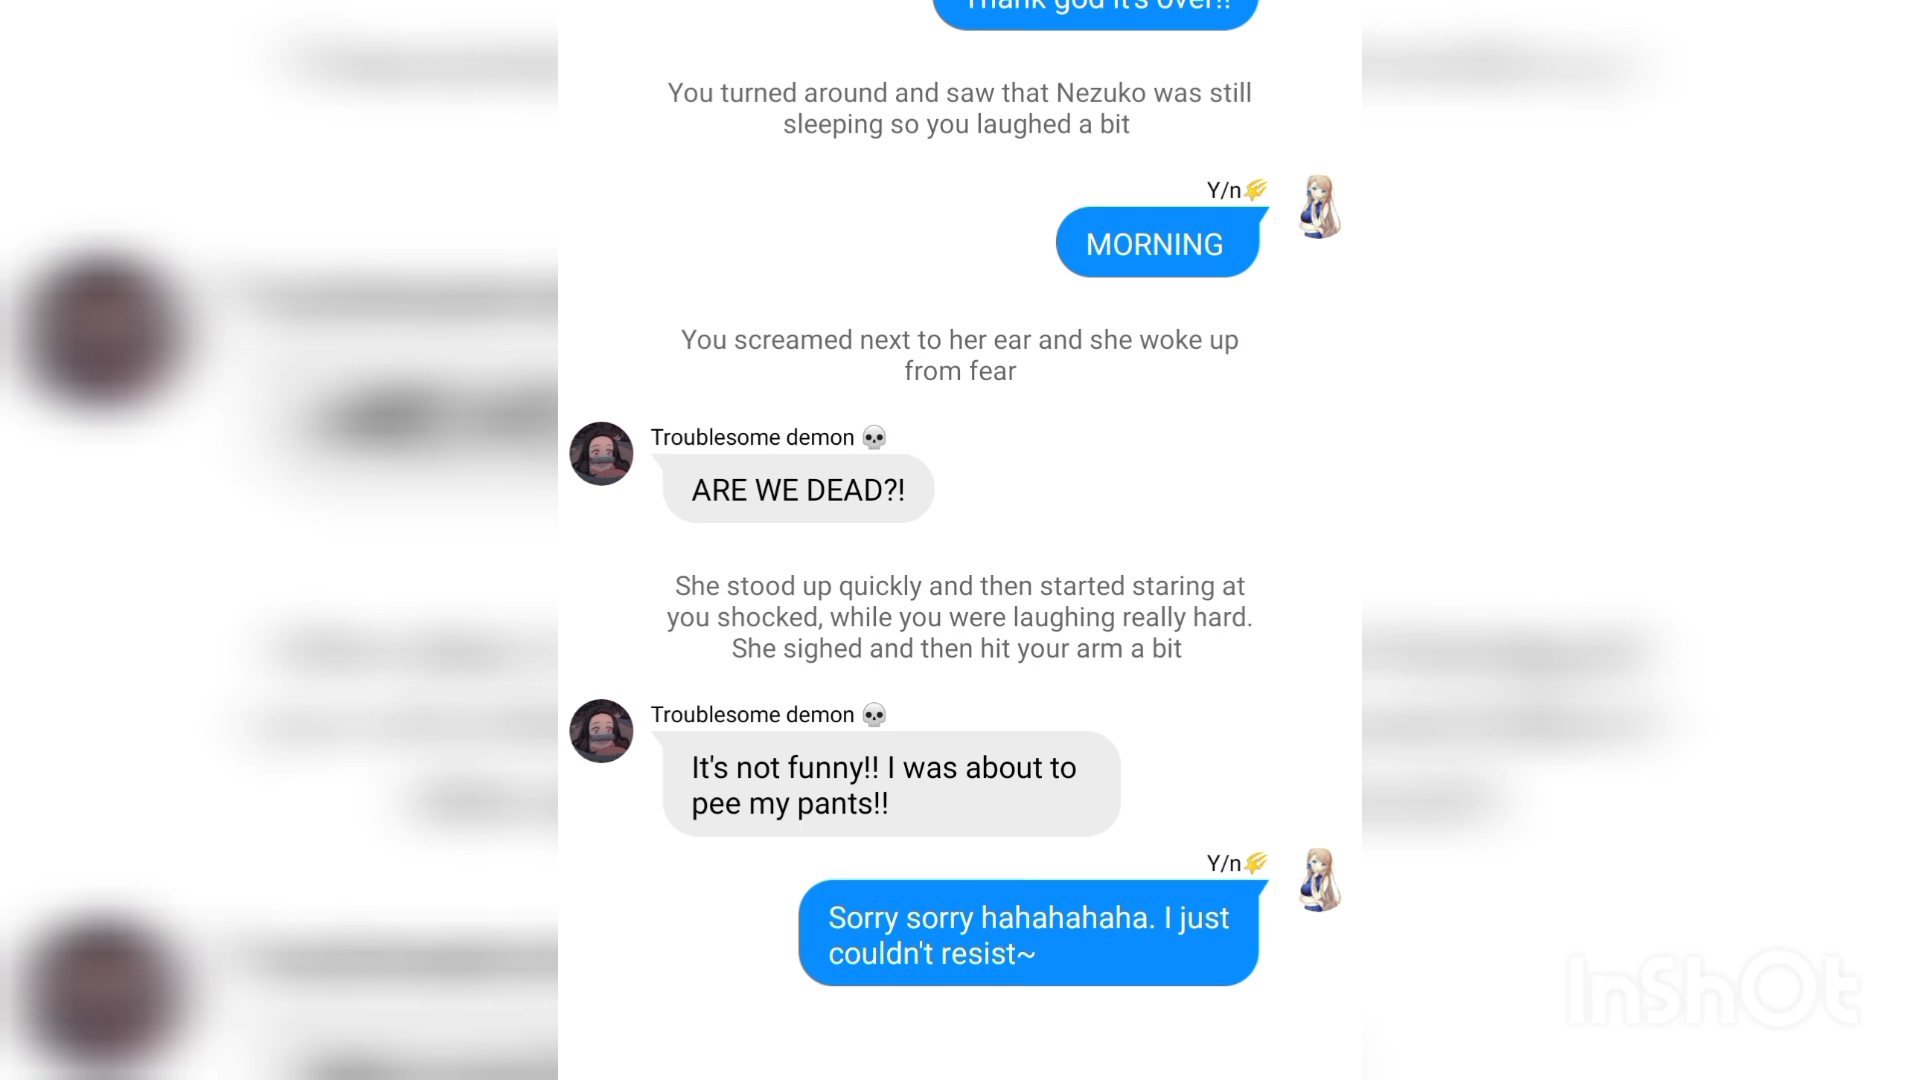 Thank god it's over!!
You turned around and saw that Nezuko was still
sleeping so you laughed a bit
Y/n
MORNING
You screamed next to her ear and she woke up
from fear
Troublesome demon 💀
ARE WE DEAD?!
She stood up quickly and then started staring at
you shocked, while you were laughing really hard.
She sighed and then hit your arm a bit
Troublesome demon 💀
It's not funny!! I was about to
pee my pants!!
Y/n
Sorry sorry hahahahaha. I just
couldn't resist~
InShOt